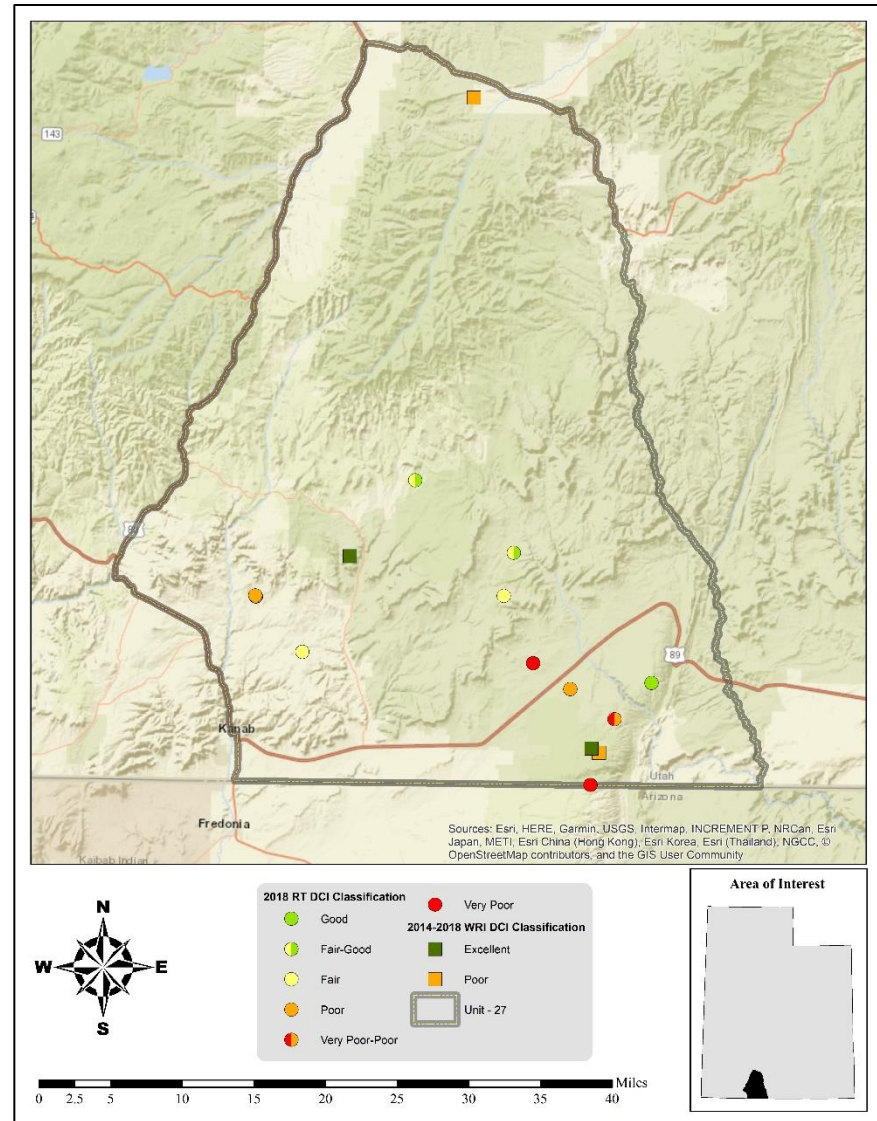 143
89
89
Kanab
Utah
Arizona
Fredonia
Kaibab Indian
Sources: Esri, HERE, Garmin, USGS, Intermap, INCREMENT P, NRCan, Esri
Japan, METI, Esri China (Hong Kong), Esri Korea, Esri (Thailand), NGCC, ©
OpenStreetMap contributors, and the GIS User Community
2018 RT DCI Classification
Good
Fair-Good
Fair
Poor
Very Poor-Poor
Very Poor
2014-2018 WRI DCI Classification
Excellent
Poor
Unit - 27
Area of Interest
N
W E
S
Miles
0 2.5 5 10 15 20 25 30 35 40